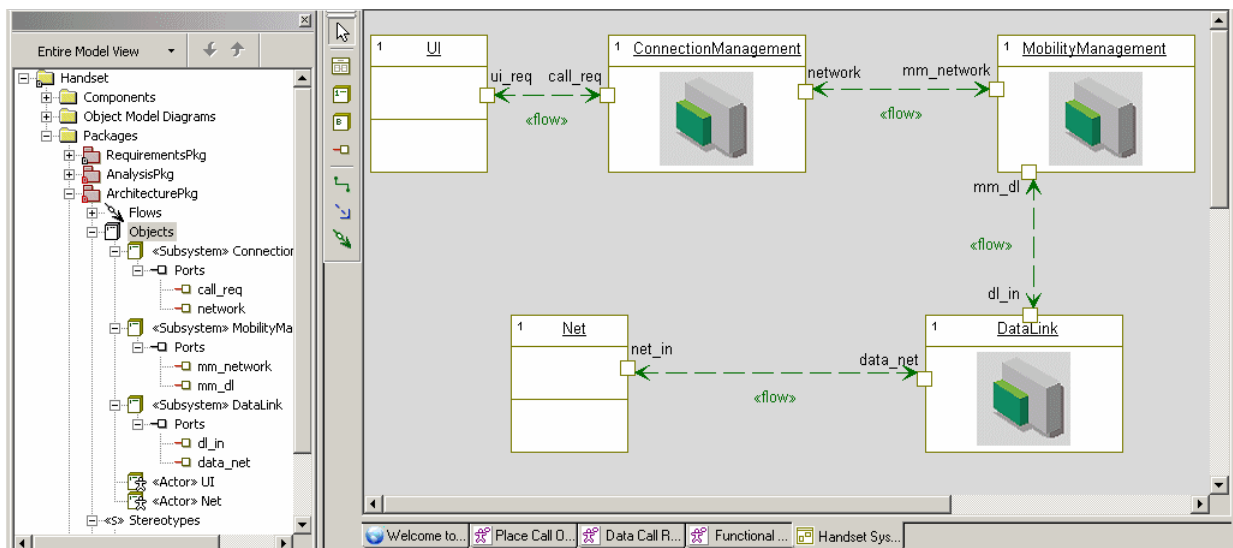 Entire Model View
Handset
Components
Object Model Diagrams
Packages
RequirementsPkg
AnalysisPkg
ArchitecturePkg
Flows
Objects
«Subsystem» Connection
Ports
call_req
network
«Subsystem» MobilityMa
Ports
mm_network
mm_dl
«Subsystem» DataLink
Ports
dl_in
data_net
«Actor» UI
«Actor» Net
«S» Stereotypes
1 UI
ui_req call_req
«flow»
1 ConnectionManagement
network mm_network
«flow»
1 MobilityManagement
mm_dl
«flow»
dl_in
1 Net
net_in data_net
«flow»
1 DataLink
Welcome to... Place Call O... Data Call R... Functional ... Handset Sys...